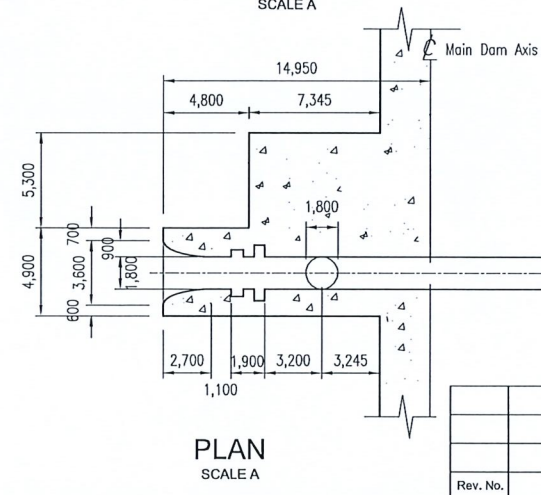 SCALE A
℄ Main Dam Axis
14,950
4,800 7,345
5,300
1,800
700
900
4,900
3,600
1,800
600
2,700 1,900 3,200 3,245
1,100
PLAN
SCALE A
Rev. No.